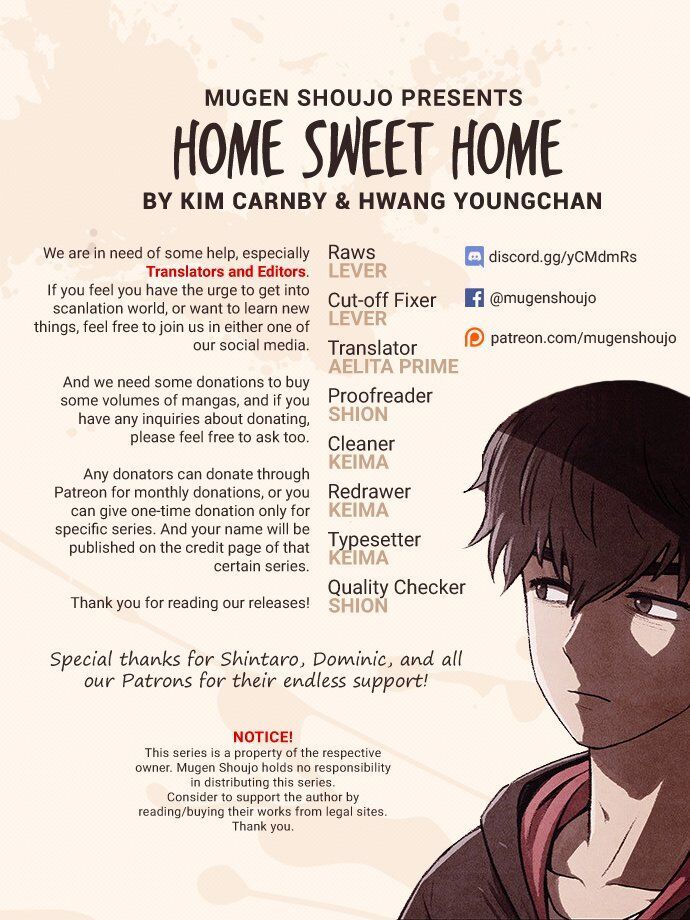 MUGEN SHOUJO PRESENTS
HOME SWEET HOME
BY KIM CARNBY & HWANG YOUNGCHAN
We are in need of some help, especially
Translators and Editors.
If you feel you have the urge to get into
scanlation world, or want to learn new
things, feel free to join us in either one of
our social media.
And we need some donations to buy
some volumes of mangas, and if you
have any inquiries about donating,
please feel free to ask too.
Any donators can donate through
Patreon for monthly donations, or you
can give one-time donation only for
specific series. And your name will be
published on the credit page of that
certain series.
Thank you for reading our releases!
Raws
LEVER
Cut-off Fixer
LEVER
Translator
AELITA PRIME
Proofreader
SHION
Cleaner
KEIMA
Redrawer
KEIMA
Typesetter
KEIMA
Quality Checker
SHION
discord.gg/yCMdmRs
@mugenshoujo
patreon.com/mugenshoujo
Special thanks for Shintaro, Dominic, and all
our Patrons for their endless support!
NOTICE!
This series is a property of the respective
owner. Mugen Shoujo holds no responsibility
in distributing this series.
Consider to support the author by
reading/buying their works from legal sites.
Thank you.